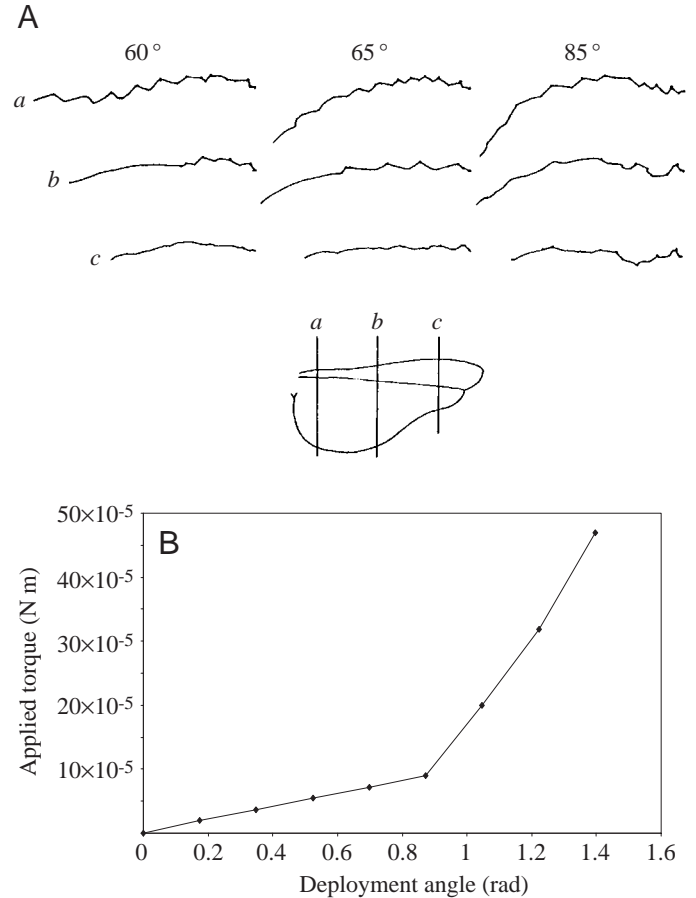 A
60° 65° 85°
a
b
c
a b c
B
50×10-5
40×10-5
30×10-5
20×10-5
10×10-5
0
0 0.2 0.4 0.6 0.8 1 1.2 1.4 1.6
Applied torque (N m)
Deployment angle (rad)